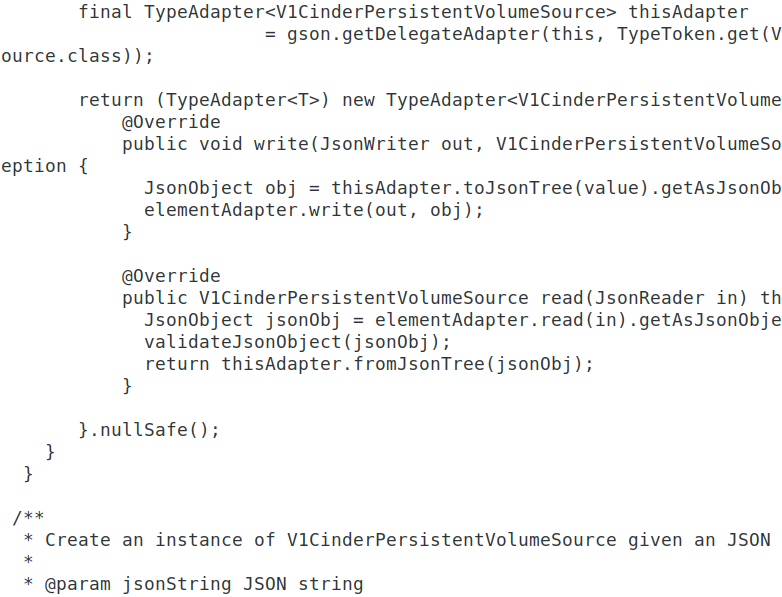 final TypeAdapter<V1CinderPersistentVolumeSource> thisAdapter
= gson.getDelegateAdapter(this, TypeToken.get(V
ource.class));
return (TypeAdapter<T>) new TypeAdapter<V1CinderPersistentVolume
@Override
public void write(JsonWriter out, V1CinderPersistentVolumeSo
eption {
JsonObject obj = thisAdapter.toJsonTree(value).getAsJsonOb
elementAdapter.write(out, obj);
}
@Override
public V1CinderPersistentVolumeSource read(JsonReader in) th
JsonObject jsonObj = elementAdapter.read(in).getAsJsonObje
validateJsonObject(jsonObj);
return thisAdapter.fromJsonTree(jsonObj);
}
}.nullSafe();
}
}
/**
* Create an instance of V1CinderPersistentVolumeSource given an JSON
*
* @param jsonString JSON string